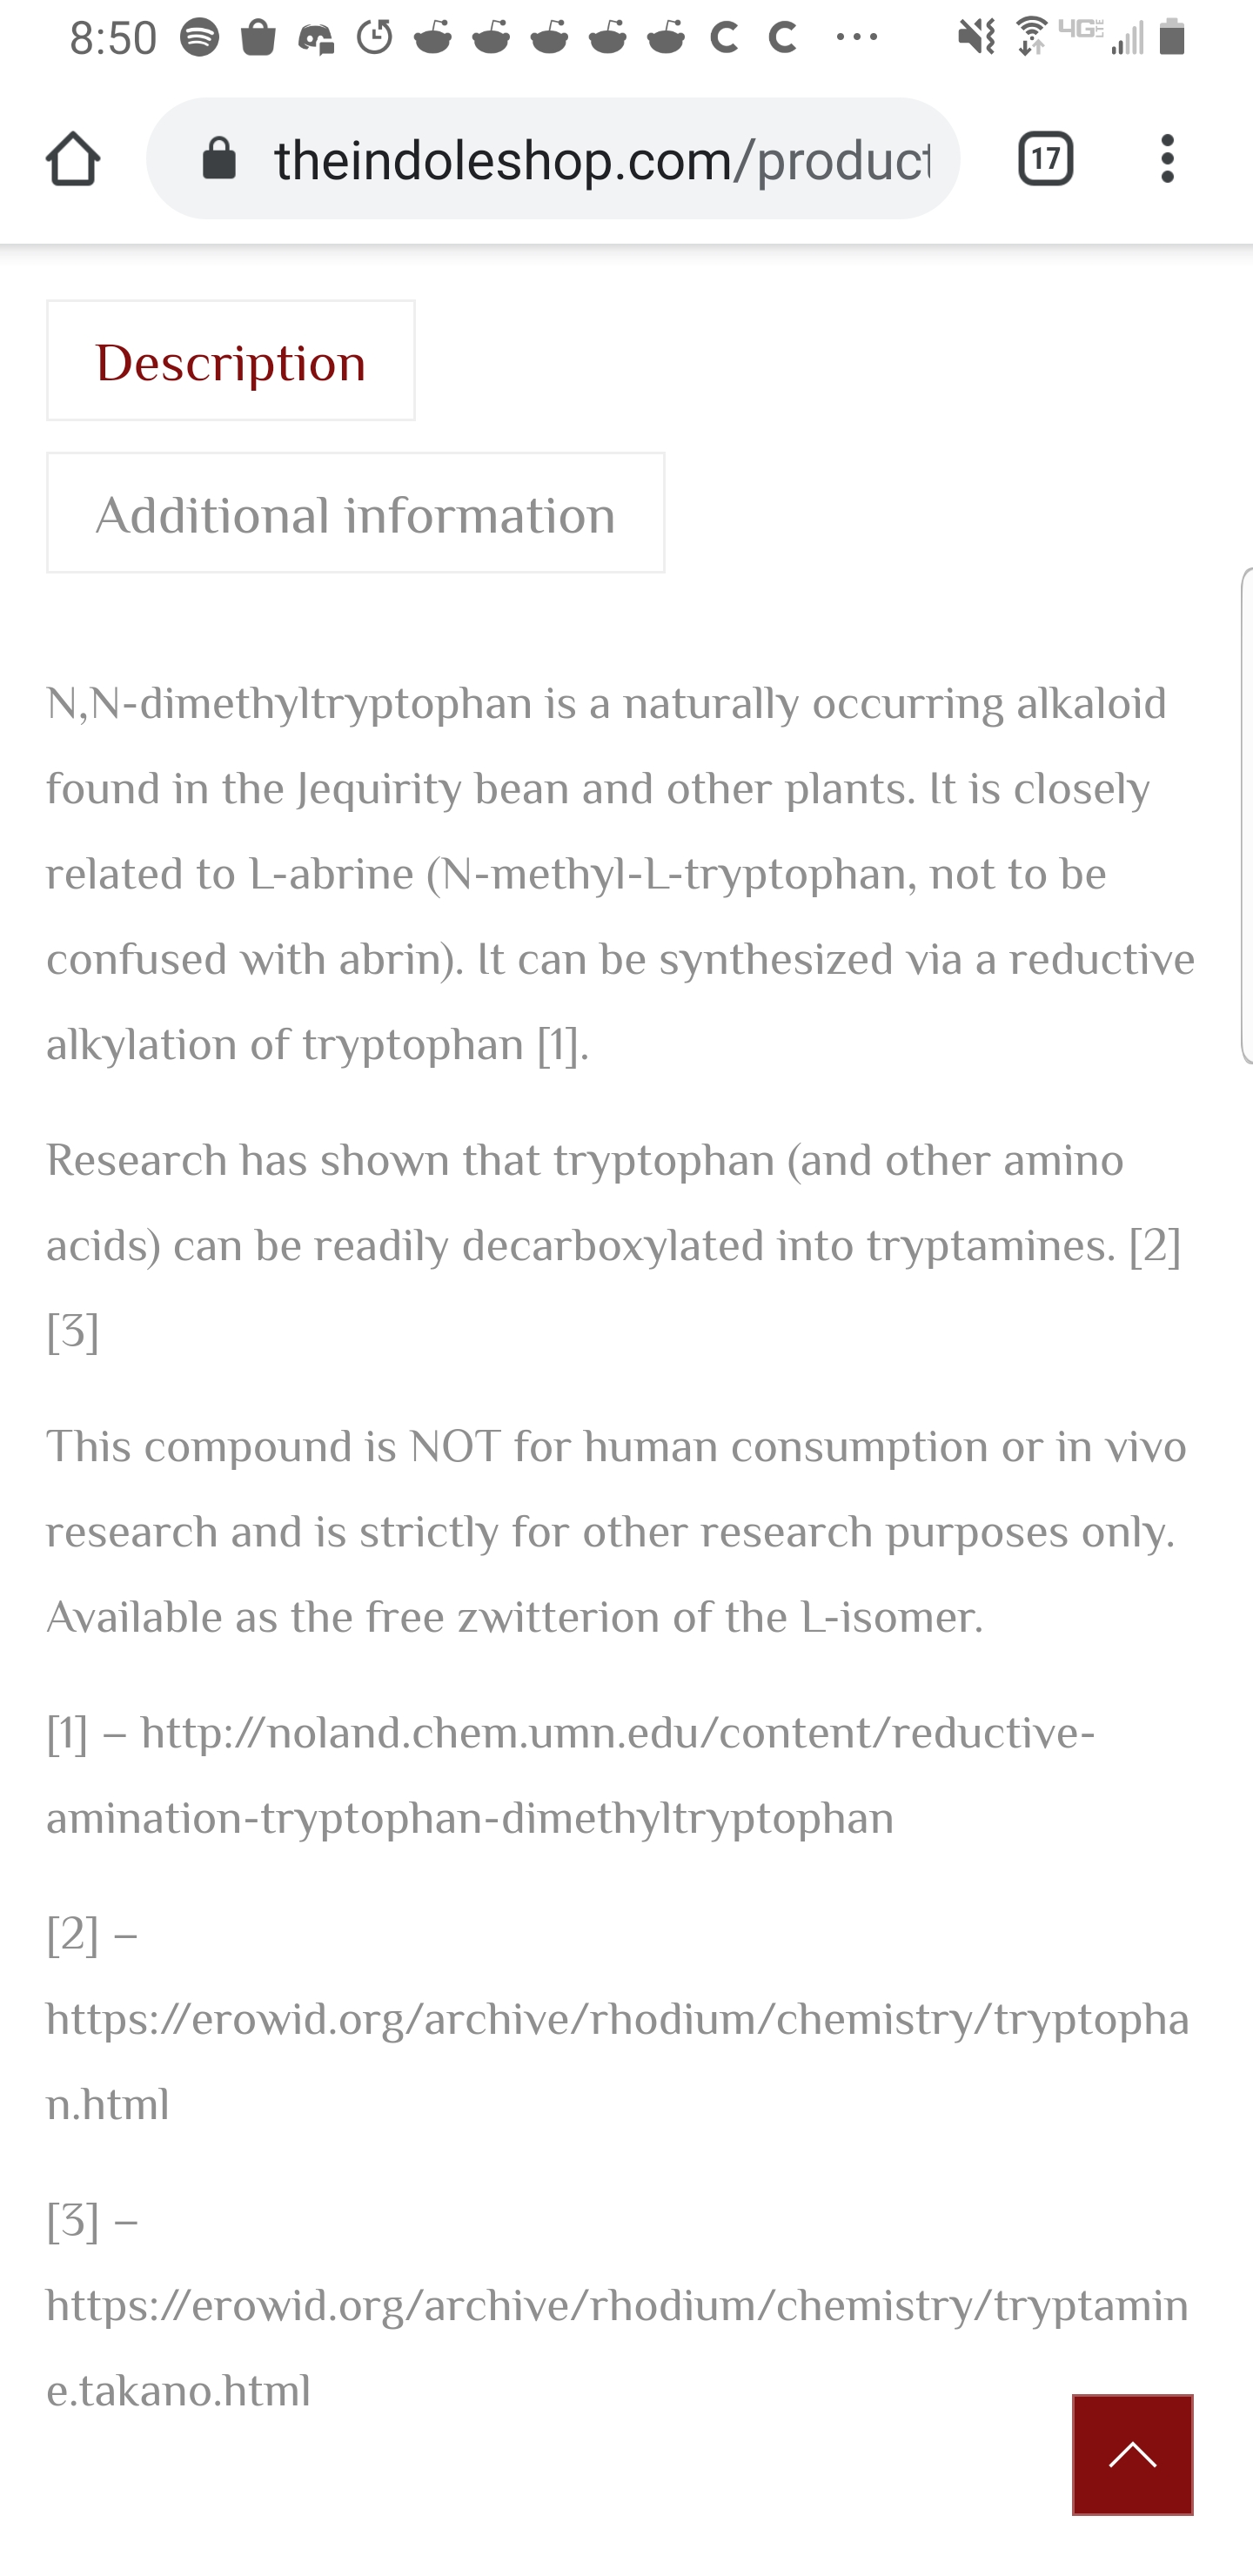 8:50
4G LTE
theindoleshop.com/product
17
Description
Additional information
N,N-dimethyltryptophan is a naturally occurring alkaloid
found in the Jequirity bean and other plants. It is closely
related to L-abrine (N-methyl-L-tryptophan, not to be
confused with abrin). It can be synthesized via a reductive
alkylation of tryptophan [1].
Research has shown that tryptophan (and other amino
acids) can be readily decarboxylated into tryptamines. [2]
[3]
This compound is NOT for human consumption or in vivo
research and is strictly for other research purposes only.
Available as the free zwitterion of the L-isomer.
[1] – http://noland.chem.umn.edu/content/reductive-
amination-tryptophan-dimethyltryptophan
[2] –
https://erowid.org/archive/rhodium/chemistry/tryptopha
n.html
[3] –
https://erowid.org/archive/rhodium/chemistry/tryptamin
e.takano.html